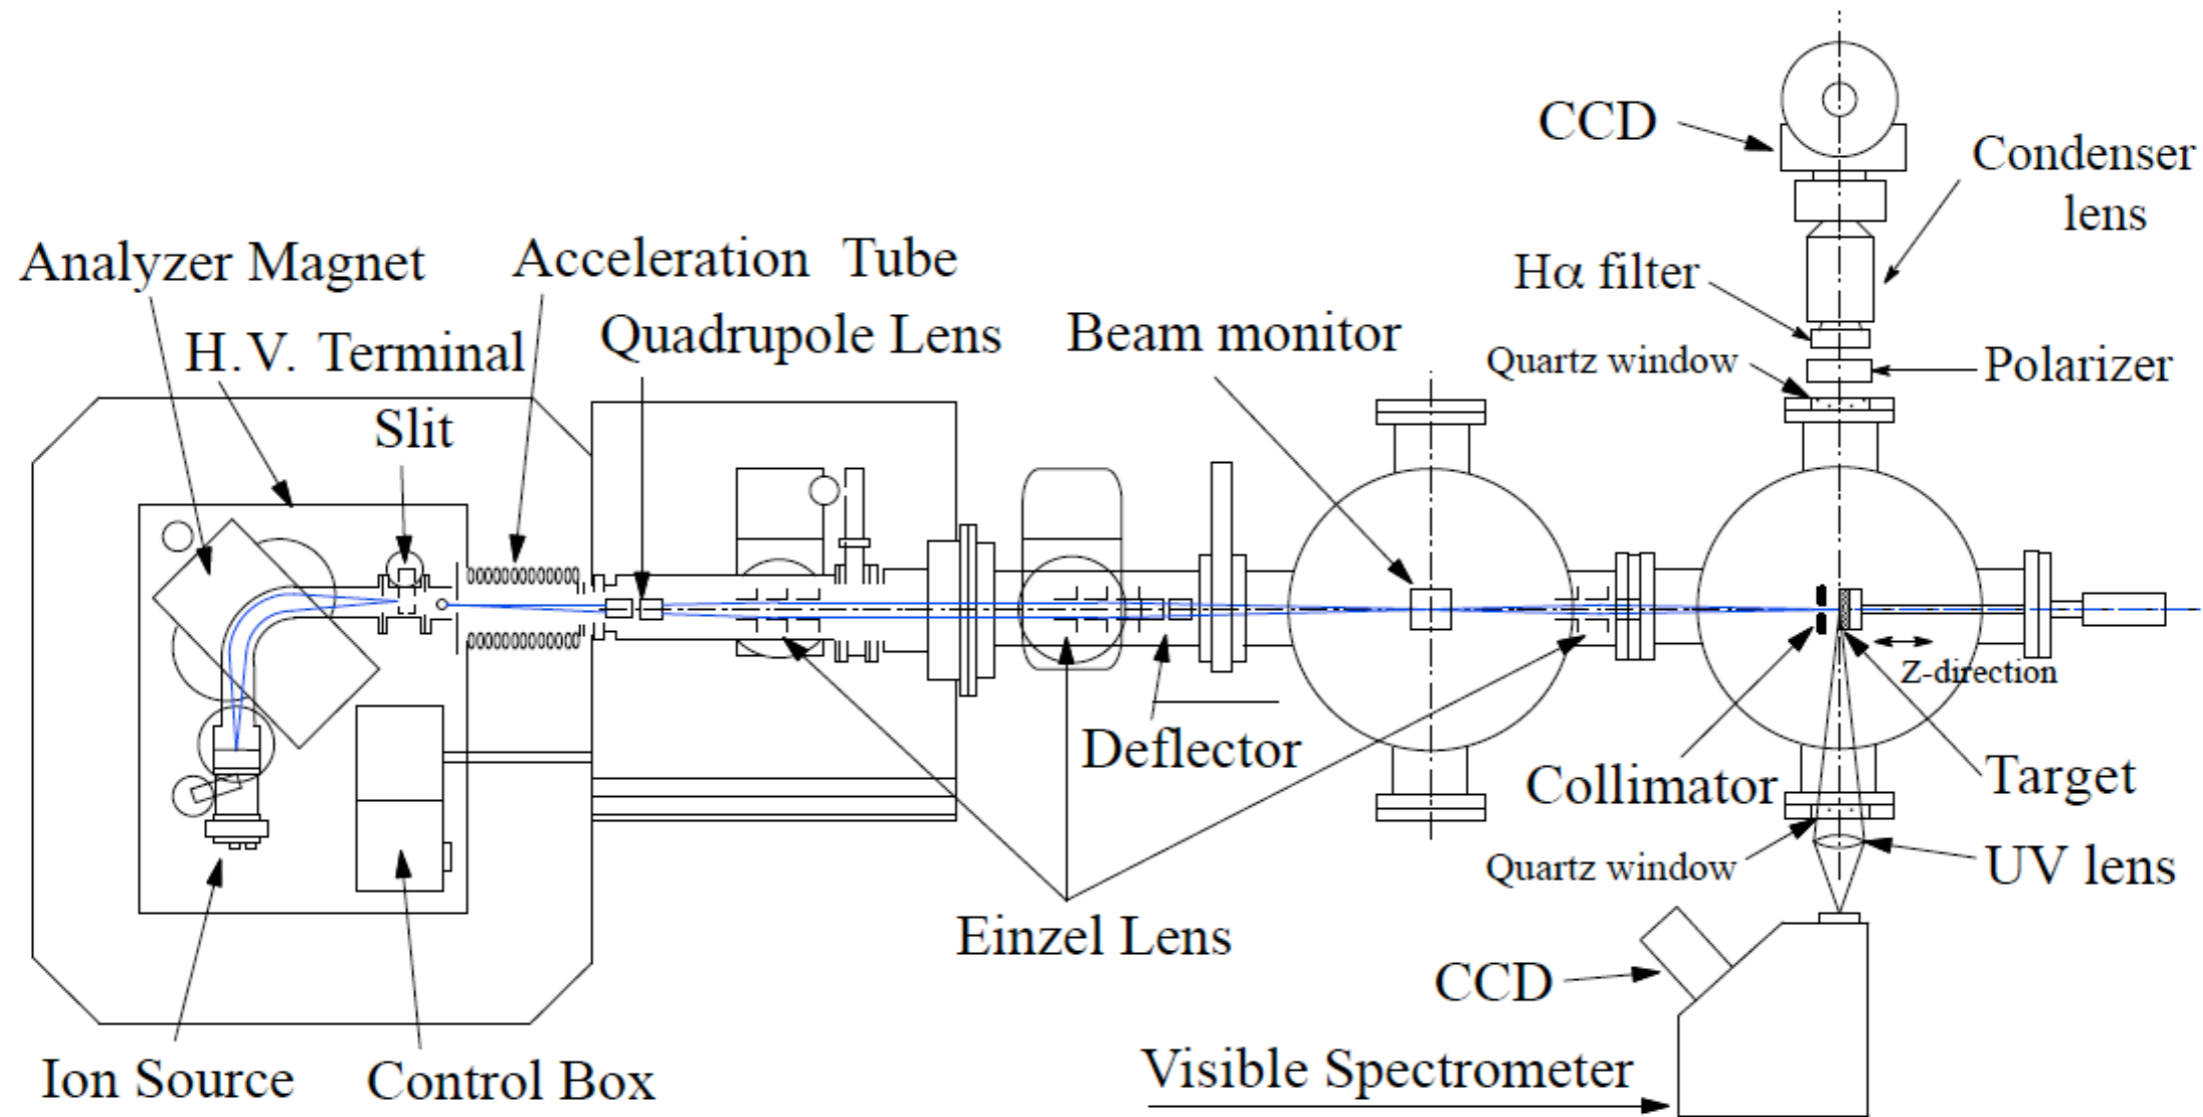 CCD
Condenser
lens
Analyzer Magnet
Acceleration Tube
Hα filter
H.V. Terminal
Quadrupole Lens
Beam monitor
Quartz window
Polarizer
Slit
Z-direction
Deflector
Collimator
Target
Quartz window
UV lens
Einzel Lens
CCD
Ion Source
Control Box
Visible Spectrometer